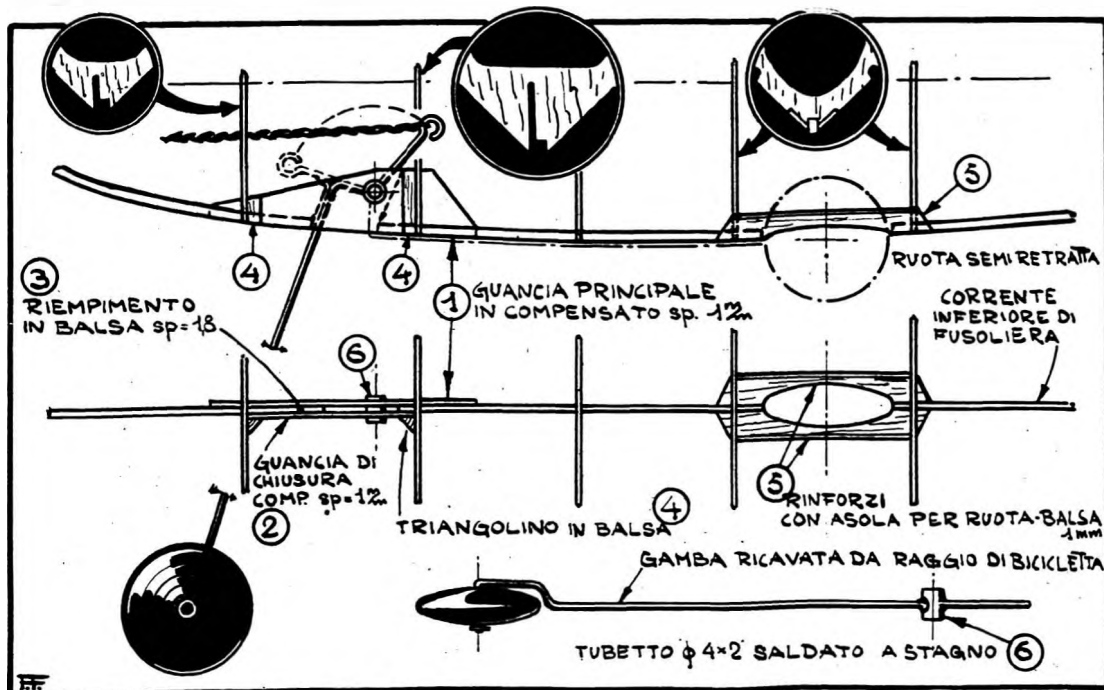 5
4
4
RUOTA SEMIRETRATTA
3
RIEMPIMENTO
IN BALSA sp=1,8
1
GUANCIA PRINCIPALE
IN COMPENSATO sp. 1 m/m
CORRENTE
INFERIORE DI
FUSOLIERA
6
GUANCIA DI
CHIUSURA
COMP. sp=1 m/m
2
TRIANGOLINO IN BALSA
4
5
RINFORZI
CON ASOLA PER RUOTA-BALSA
1mm
GAMBA RICAVATA DA RAGGIO DI BICICLETTA
TUBETTO ϕ 4×2 SALDATO A STAGNO
6